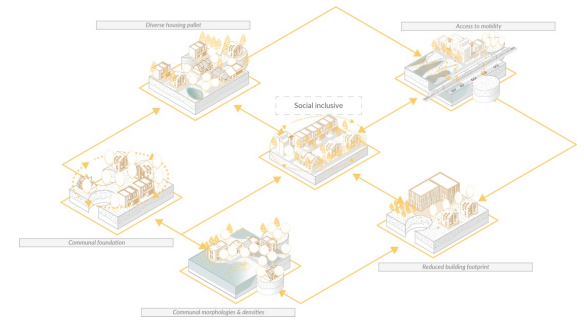 Diverse housing pallet
Access to mobility
Social inclusive
Communal foundation
Reduced building footprint
Communal morphologies & densities